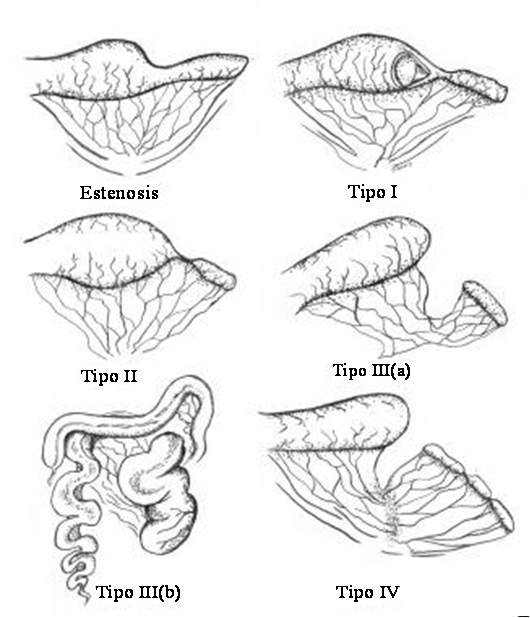 Estenosis
Tipo I
Tipo II
Tipo III(a)
Tipo III(b)
Tipo IV